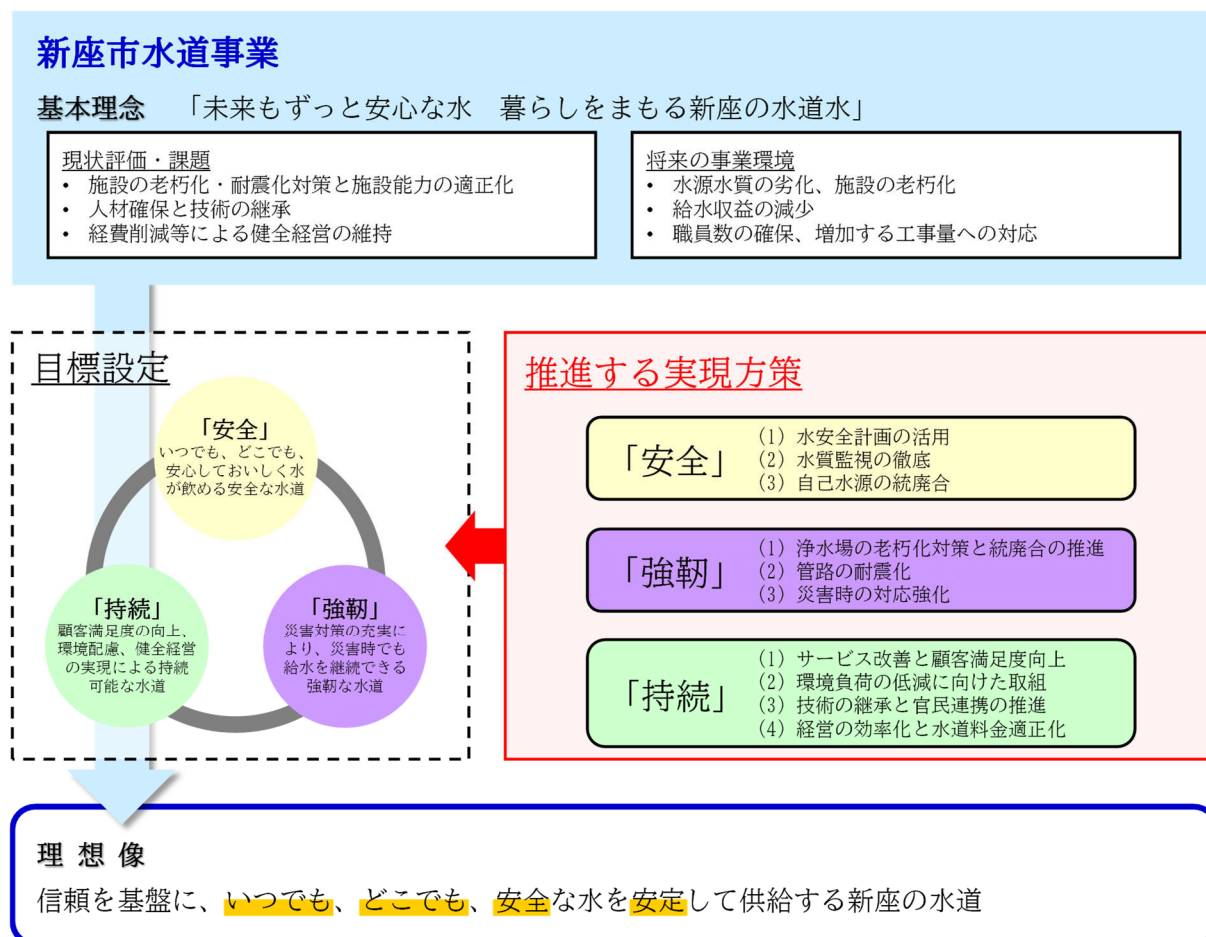 新座市水道事業
基本理念 「未来もずっと安心な水 暮らしをまもる新座の水道水」
現状評価・課題
• 施設の老朽化・耐震化対策と施設能力の適正化
• 人材確保と技術の継承
• 経費削減等による健全経営の維持
将来の事業環境
• 水源水質の劣化、施設の老朽化
• 給水収益の減少
• 職員数の確保、増加する工事量への対応
目標設定
「安全」
いつでも、どこでも、
安心しておいしく水
が飲める安全な水道
「持続」
顧客満足度の向上、
環境配慮、健全経営
の実現による持続
可能な水道
「強靭」
災害対策の充実に
より、災害時でも
給水を継続できる
強靭な水道
推進する実現方策
「安全」
(1) 水安全計画の活用
(2) 水質監視の徹底
(3) 自己水源の統廃合
「強靭」
(1) 浄水場の老朽化対策と統廃合の推進
(2) 管路の耐震化
(3) 災害時の対応強化
「持続」
(1) サービス改善と顧客満足度向上
(2) 環境負荷の低減に向けた取組
(3) 技術の継承と官民連携の推進
(4) 経営の効率化と水道料金適正化
理 想 像
信頼を基盤に、いつでも、どこでも、安全な水を安定して供給する新座の水道